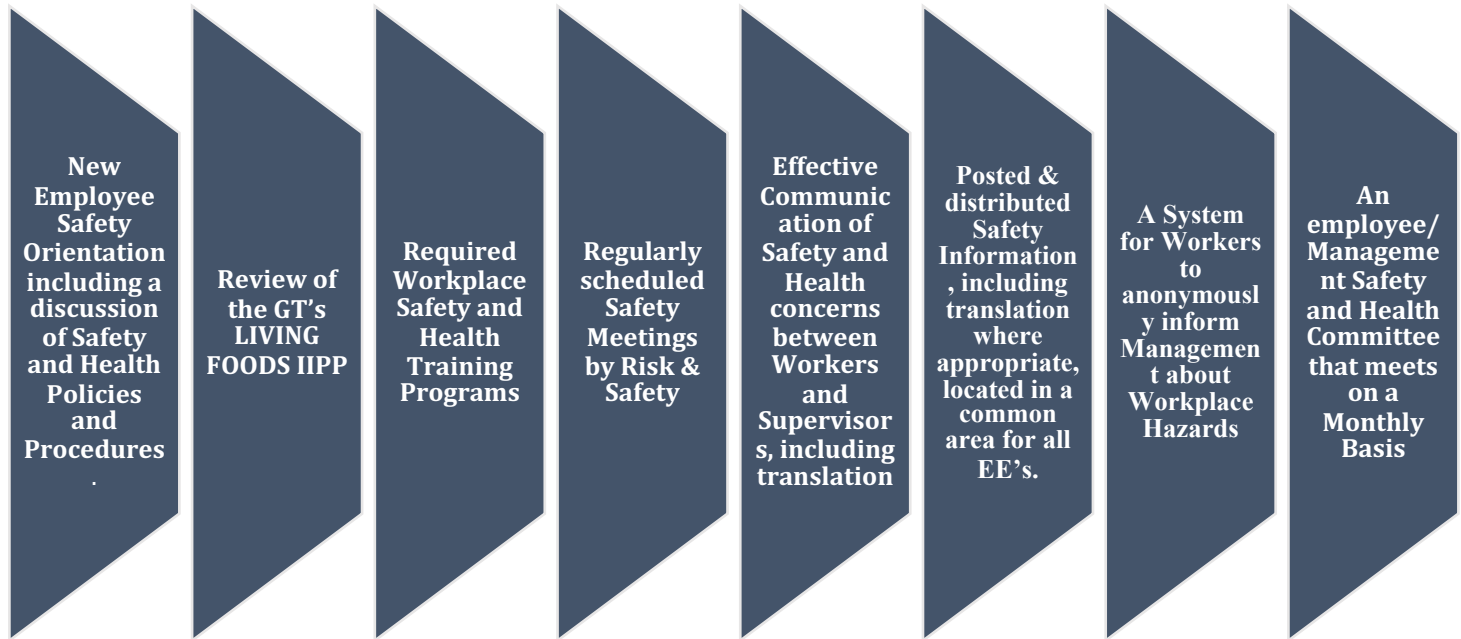 New
Employee
Safety
Orientation
including a
discussion
of Safety
and Health
Policies
and
Procedures
.
Review of
the GT’s
LIVING
FOODS IIPP
Required
Workplace
Safety and
Health
Training
Programs
Regularly
scheduled
Safety
Meetings
by Risk &
Safety
Effective
Communic
ation of
Safety and
Health
concerns
between
Workers
and
Supervisor
s, including
translation
Posted &
distributed
Safety
Information
, including
translation
where
appropriate,
located in a
common
area for all
EE’s.
A System
for Workers
to
anonymousl
y inform
Managemen
t about
Workplace
Hazards
An
employee/
Manageme
nt Safety
and Health
Committee
that meets
on a
Monthly
Basis